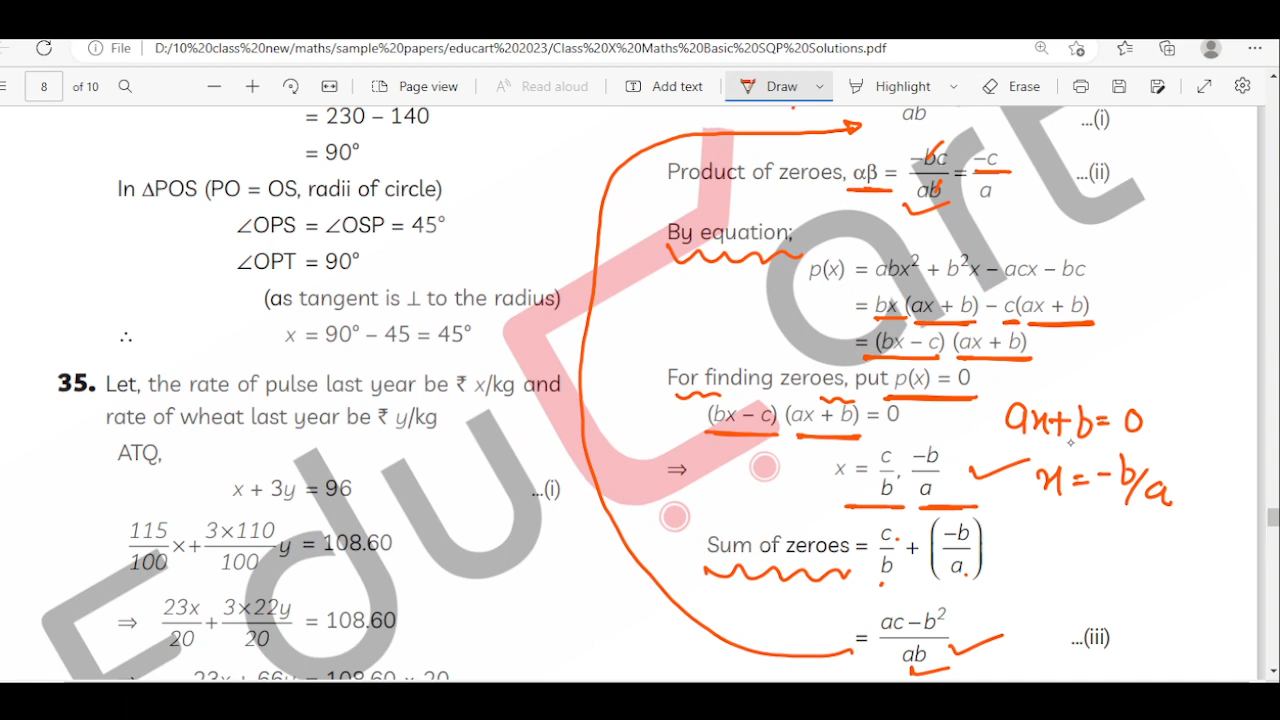 File D:/10%20class%20new/maths/sample%20papers/educart%202023/Class%20X%20Maths%20Basic%20SQP%20Solutions.pdf
8 of 10 Page view Read aloud Add text Draw Highlight Erase
= 230 – 140
= 90°
In ΔPOS (PO = OS, radii of circle)
∠OPS = ∠OSP = 45°
∠OPT = 90°
(as tangent is ⊥ to the radius)
∴ x = 90° – 45 = 45°
35. Let, the rate of pulse last year be ₹ x/kg and
rate of wheat last year be ₹ y/kg
ATQ,
x + 3y = 96 ...(i)
115/100 x + 3×110/100 y = 108.60
⇒ 23x/20 + 3×22y/20 = 108.60
23x + 66y = 108.60 × 20
ab ...(i)
Product of zeroes, αβ = –bc/ab = –c/a ...(ii)
By equation;
p(x) = abx² + b²x – acx – bc
= bx (ax + b) – c(ax + b)
= (bx – c) (ax + b)
For finding zeroes, put p(x) = 0
(bx – c) (ax + b) = 0
⇒ x = c/b, –b/a
Sum of zeroes = c/b + (–b/a)
= ac – b²/ab ...(iii)
ax+b=0
x=-b/a
Educart